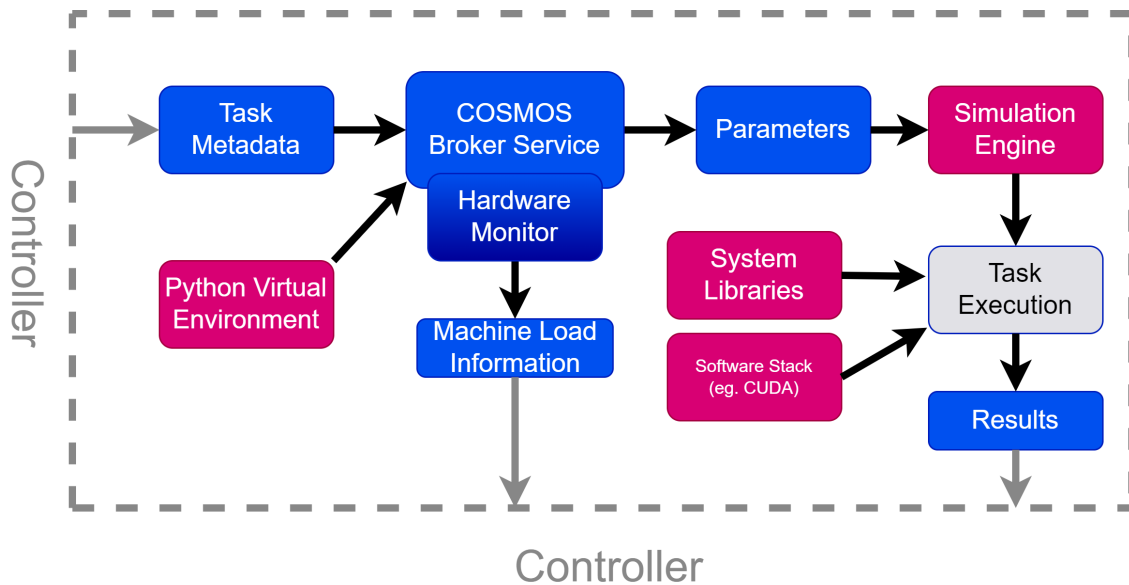 Task
Metadata
COSMOS
Broker Service
Parameters
Simulation
Engine
Hardware
Monitor
Controller
Python Virtual
Environment
System
Libraries
Task
Execution
Machine Load
Information
Software Stack
(eg. CUDA)
Results
Controller